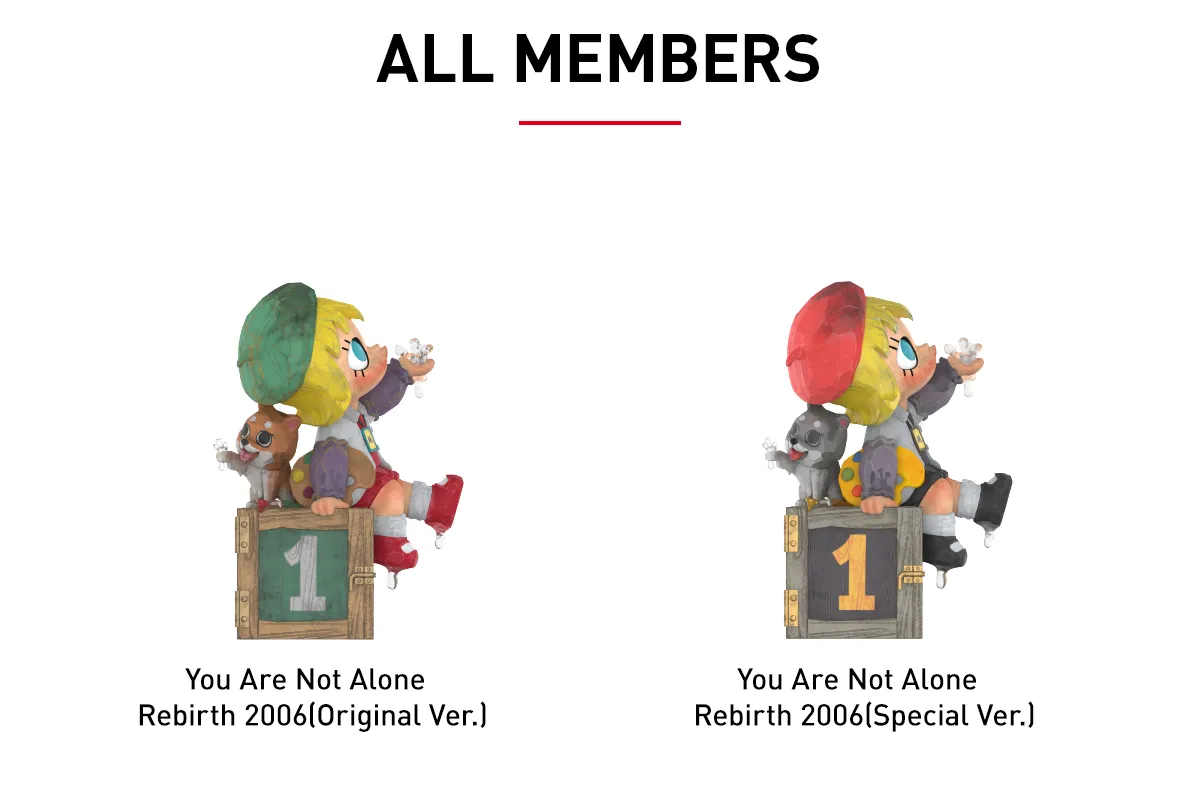 ALL MEMBERS
1
1
You Are Not Alone
Rebirth 2006(Original Ver.)
You Are Not Alone
Rebirth 2006(Special Ver.)